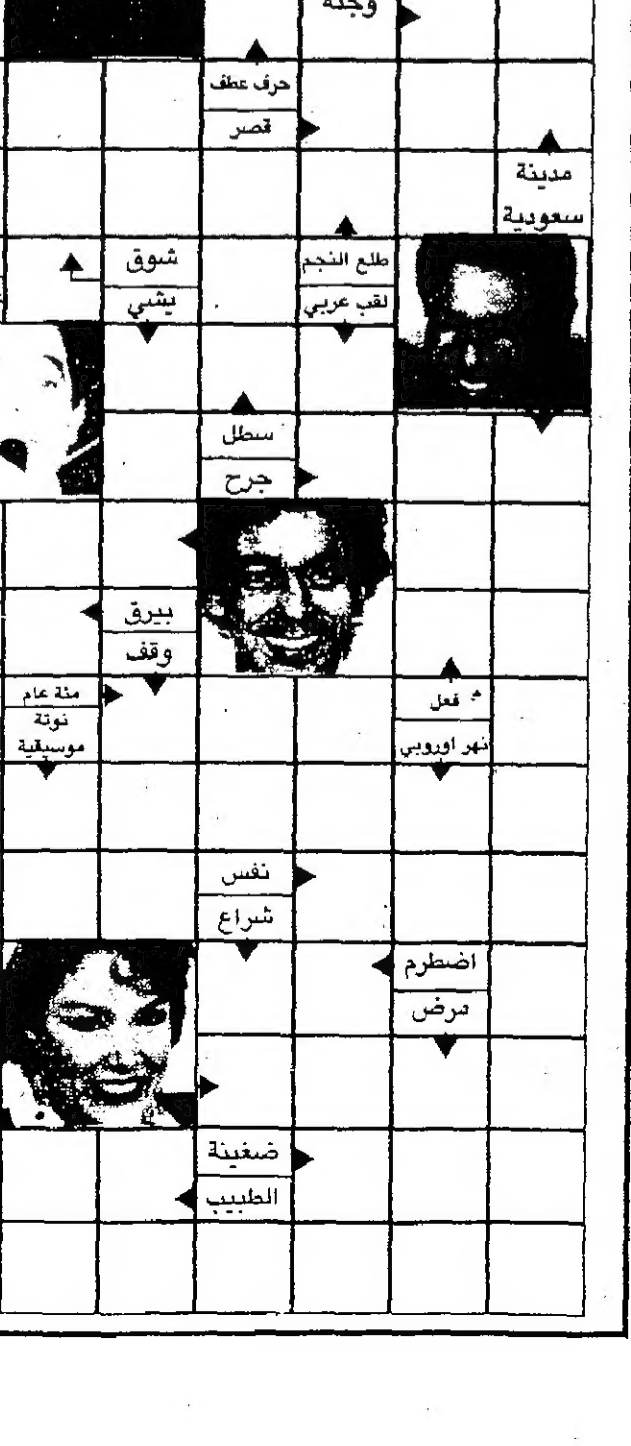 وجنة
حرف عطف
قصر
مدينة
سعودية
طلع النجم
لقب عربي
شوق
يشي
سطل
جرح
بيرق
وقف
فعل
نهر اوروبي
مئة عام
نوتة
موسيقية
نفس
شراع
اضطرم
مرض
ضغينة
الطبيب